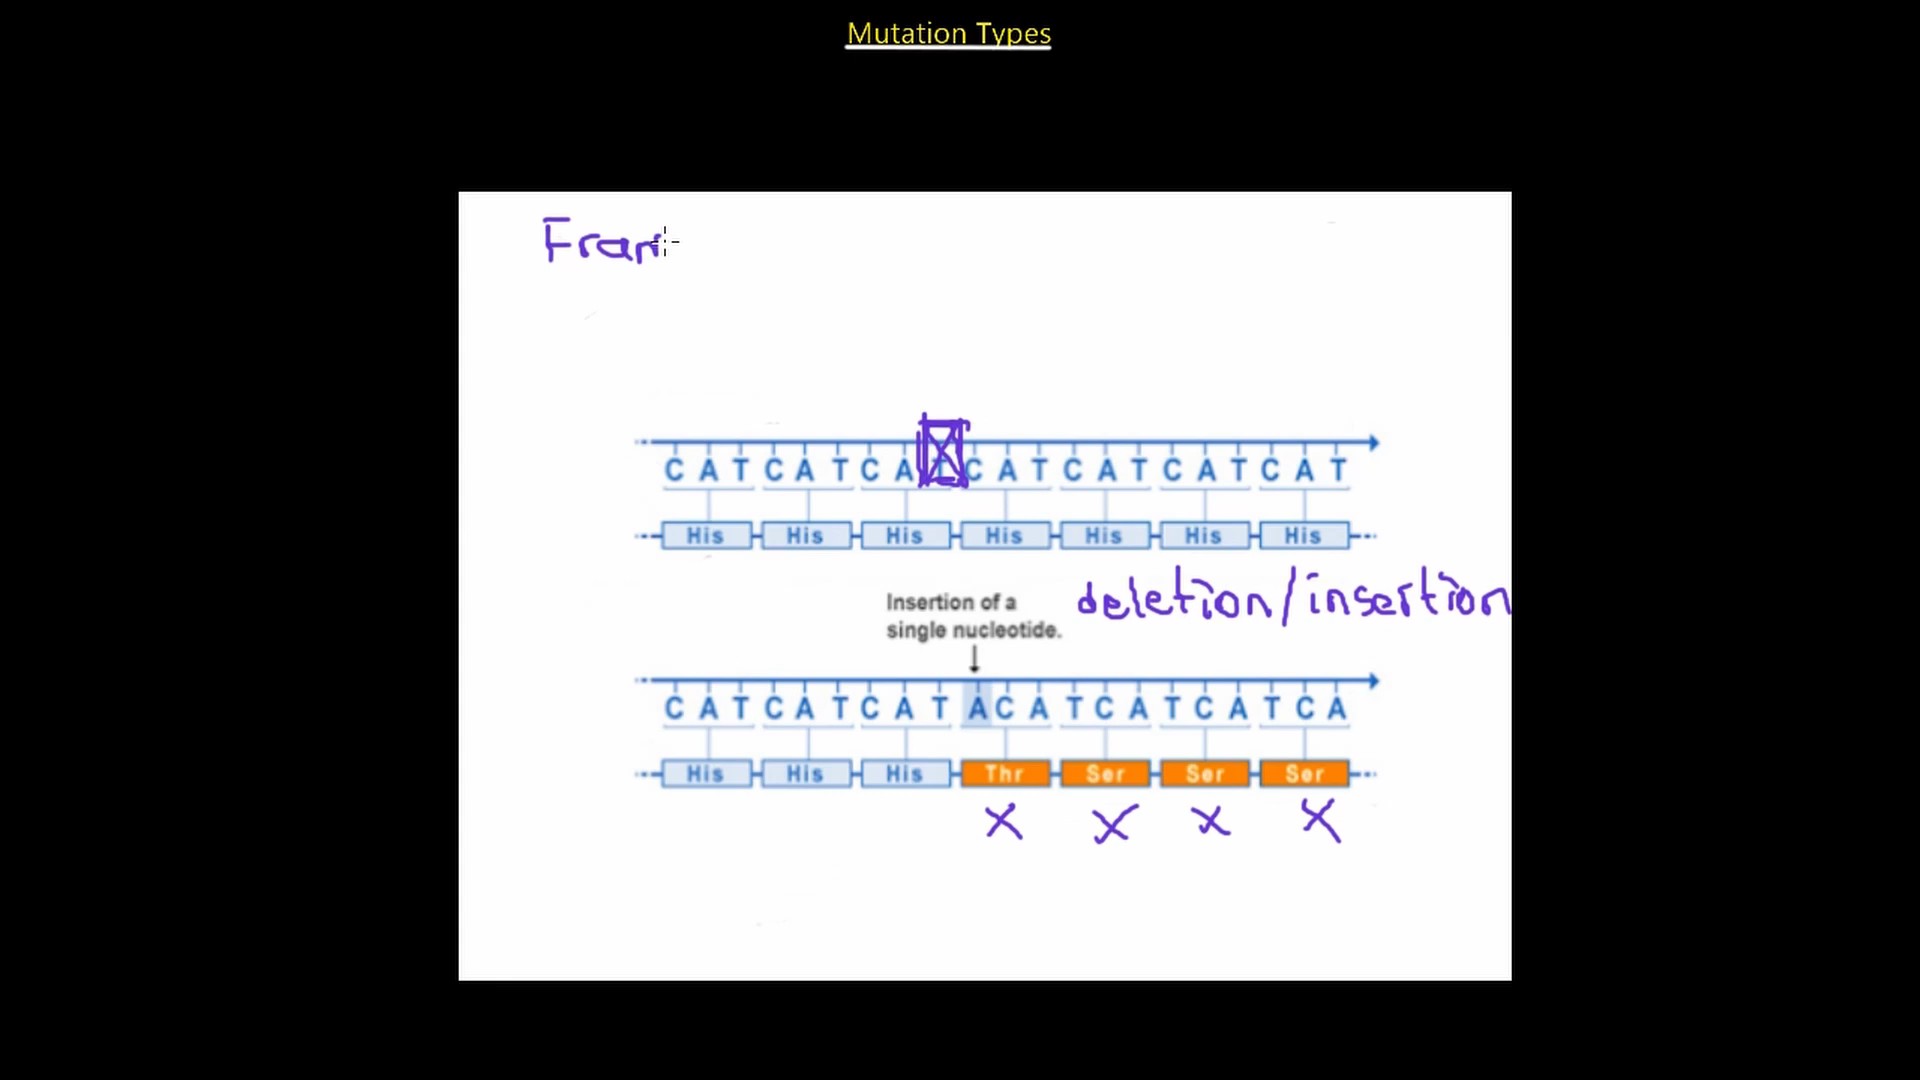 Mutation Types
Fram
C A T C A T C A T C A T C A T C A T C A T
His His His His His His His
Insertion of a
single nucleotide.
deletion/insertion
C A T C A T C A T A C A T C A T C A T C A
His His His Thr Ser Ser Ser
X X X X